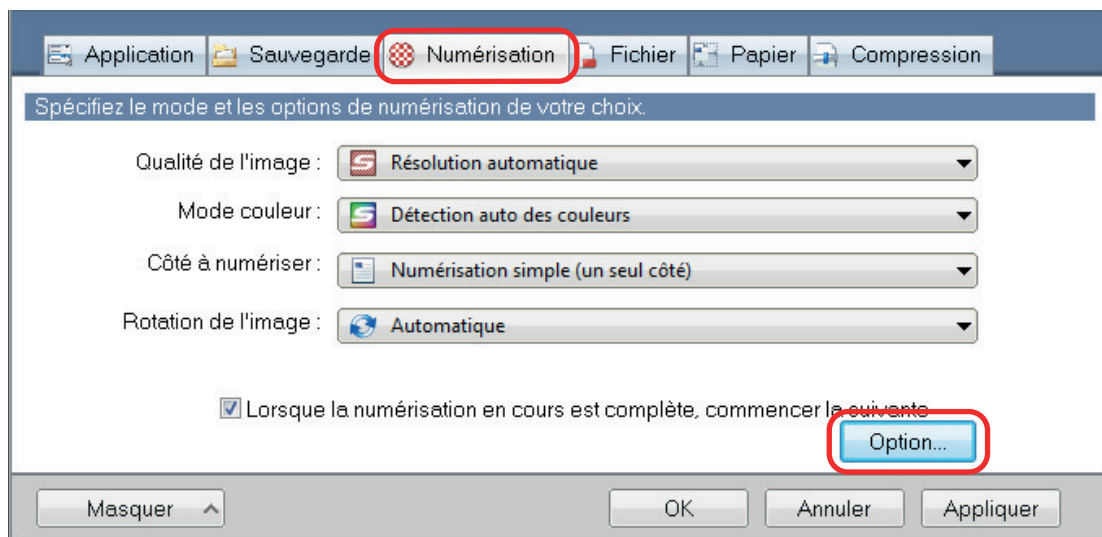 Application Sauvegarde Numérisation Fichier Papier Compression
Spécifiez le mode et les options de numérisation de votre choix.
Qualité de l'image : Résolution automatique
Mode couleur : Détection auto des couleurs
Côté à numériser : Numérisation simple (un seul côté)
Rotation de l'image : Automatique
Lorsque la numérisation en cours est complète, commencer la suivante
Option...
Masquer OK Annuler Appliquer